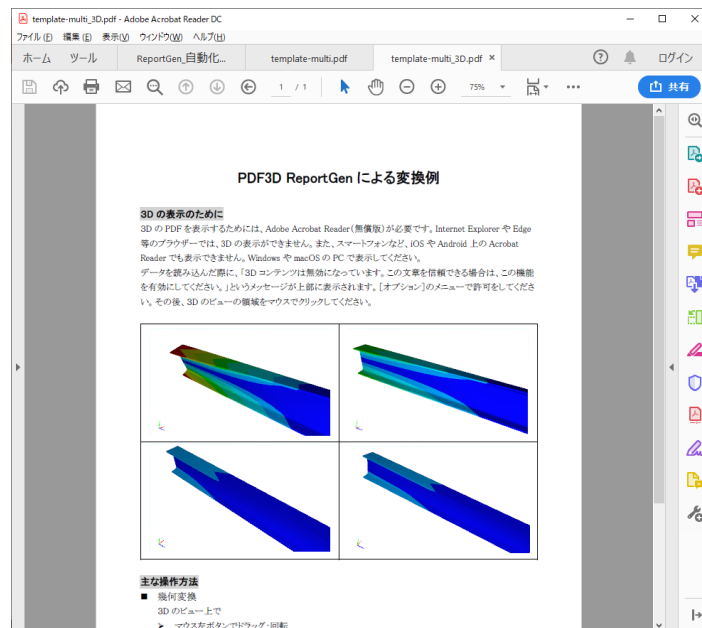 template-multi_3D.pdf - Adobe Acrobat Reader DC
ファイル(F) 編集(E) 表示(V) ウィンドウ(W) ヘルプ(H)
ホーム ツール ReportGen_自動化... template-multi.pdf template-multi_3D.pdf × ログイン
1 / 1 75% 共有
PDF3D ReportGen による変換例
3D の表示のために
3D の PDF を表示するためには、Adobe Acrobat Reader(無償版)が必要です。Internet Explorer や Edge
等のブラウザーでは、3D の表示ができません。また、スマートフォンなど、iOS や Android 上の Acrobat
Reader でも表示できません。Windows や macOS の PC で表示してください。
データを読み込んだ際に、「3D コンテンツは無効になっています。この文章を信頼できる場合は、この機能
を有効にしてください。」というメッセージが上部に表示されます。[オプション]のメニューで許可をしてくださ
い。その後、3D のビューの領域をマウスでクリックしてください。
主な操作方法
■ 幾何変換
3D のビュー上で
➤ マウス左ボタンでドラッグ:回転